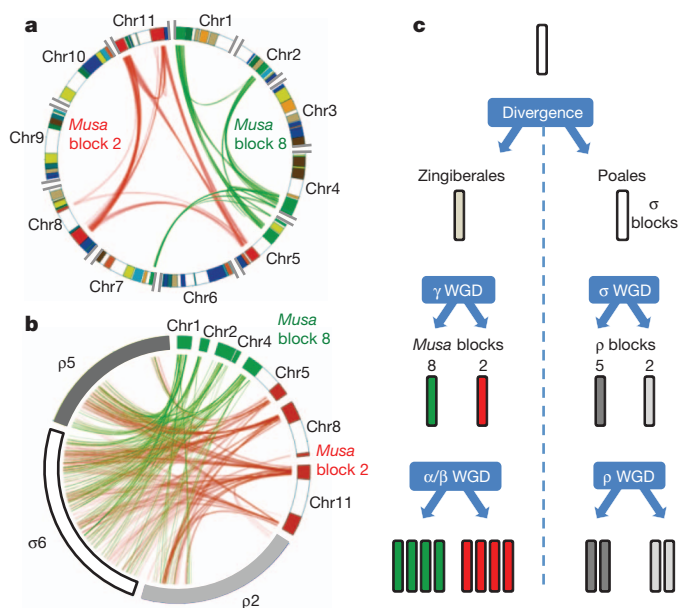 a
Chr11
Chr1
Chr10
Chr2
Chr9
Musa
block 2
Musa
block 8
Chr3
Chr4
Chr8
Chr5
Chr7
Chr6
b
Chr1
Chr2
Chr4
Musa
block 8
ρ5
Chr5
Chr8
Musa
block 2
σ6
Chr11
ρ2
c
Divergence
Zingiberales
Poales
σ
blocks
γ WGD
σ WGD
Musa blocks
ρ blocks
8
2
5
2
α/β WGD
ρ WGD